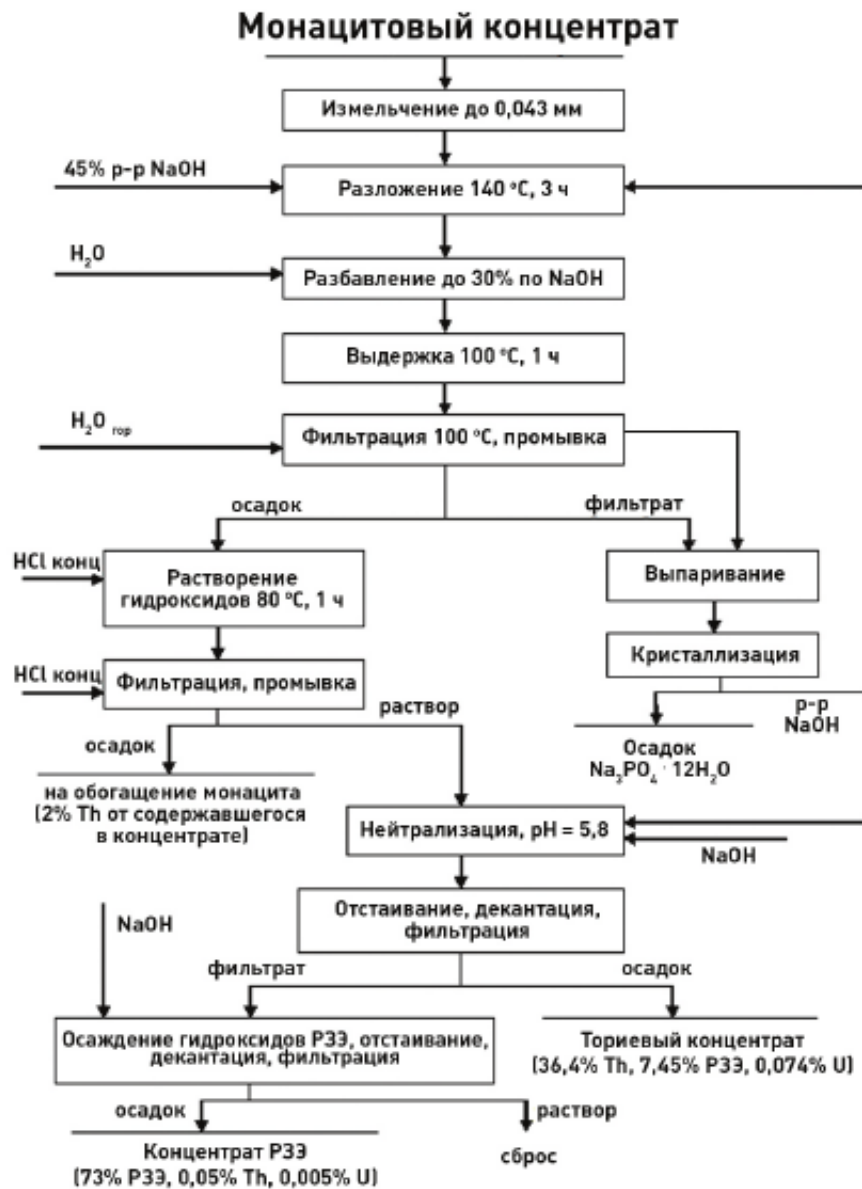 Монацитовый концентрат
Измельчение до 0,043 мм
45% р-р NaOH
Разложение 140 °C, 3 ч
H₂O
Разбавление до 30% по NaOH
Выдержка 100 °C, 1 ч
H₂O гор
Фильтрация 100 °C, промывка
осадок
фильтрат
HCl конц
Растворение
гидроксидов 80 °C, 1 ч
Выпаривание
Кристаллизация
HCl конц
Фильтрация, промывка
раствор
р-р
NaOH
осадок
Осадок
Na₃PO₄ · 12H₂O
на обогащение монацита
(2% Th от содержавшегося
в концентрате)
Нейтрализация, pH = 5,8
NaOH
Отстаивание, декантация,
фильтрация
NaOH
фильтрат
осадок
Осаждение гидроксидов РЗЭ, отстаивание,
декантация, фильтрация
Ториевый концентрат
(36,4% Th, 7,45% РЗЭ, 0,074% U)
осадок
раствор
Концентрат РЗЭ
(73% РЗЭ, 0,05% Th, 0,005% U)
сброс